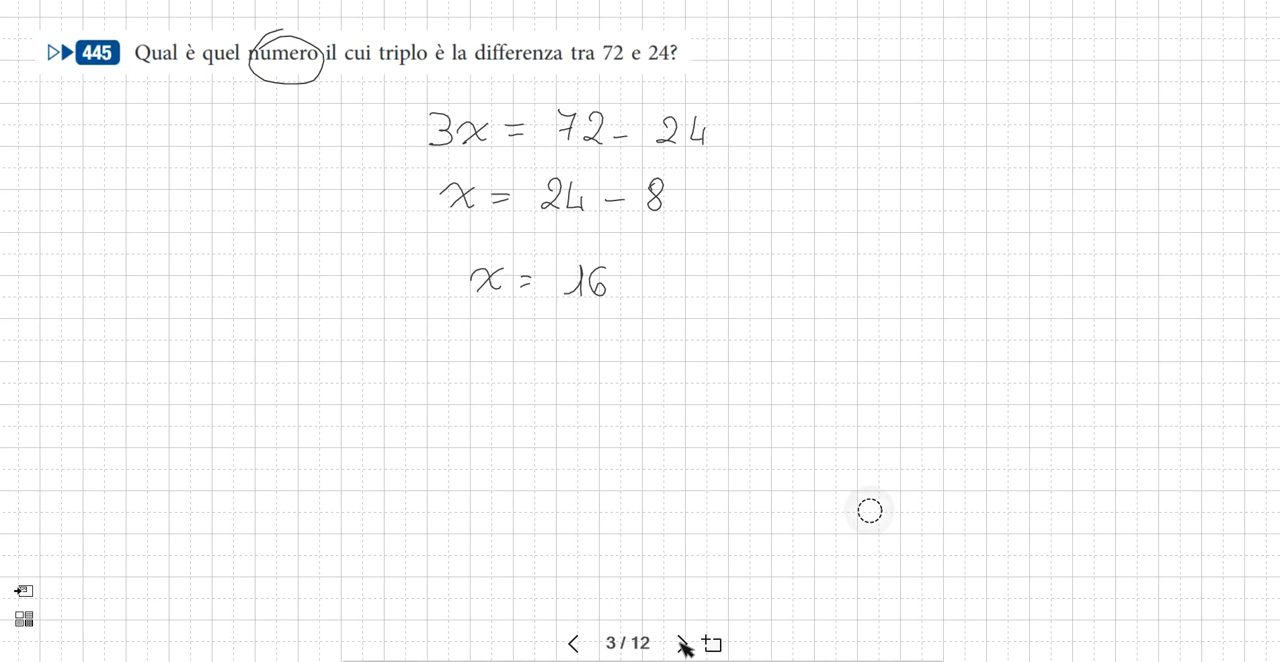 445 Qual è quel numero il cui triplo è la differenza tra 72 e 24?
3x = 72 - 24
x = 24 - 8
x = 16
3 / 12